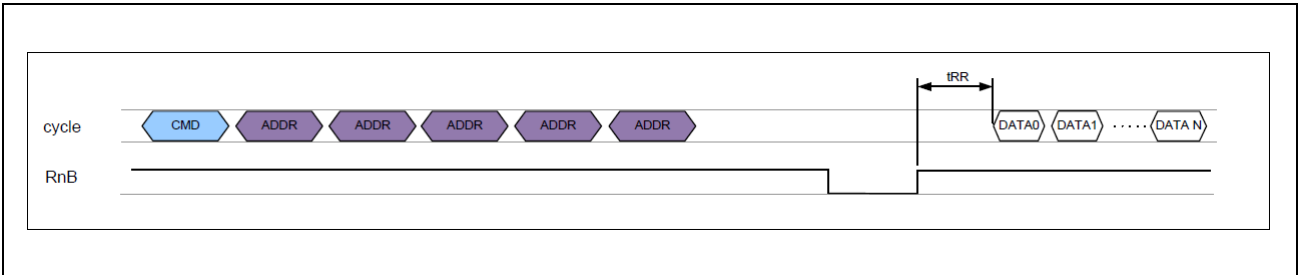 tRR
cycle CMD ADDR ADDR ADDR ADDR ADDR DATA0 DATA1 ..... DATA N
RnB